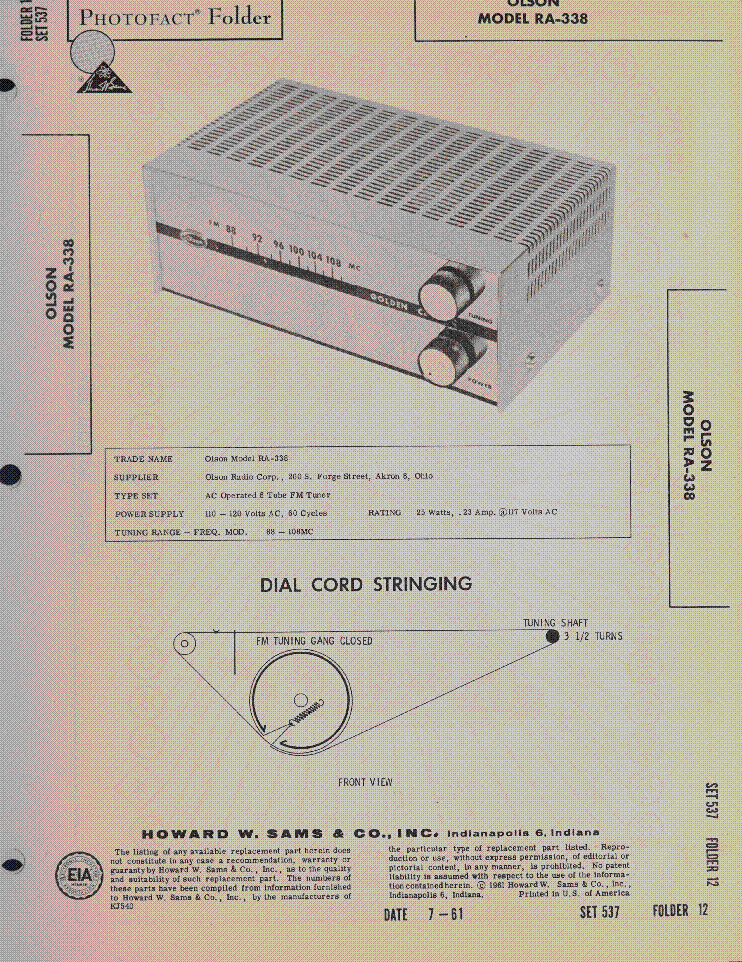 FOLDER 1
SET 537
PHOTOFACT® Folder
OLSON
MODEL RA-338
OLSON
MODEL RA-338
FM 88 92 96 100 104 108 MC
GOLDEN
TUNING
POWER
OLSON
MODEL RA-338
TRADE NAME Olson Model RA-338
SUPPLIER Olson Radio Corp., 260 S. Forge Street, Akron 8, Ohio
TYPE SET AC Operated 6 Tube FM Tuner
POWER SUPPLY 110 — 120 Volts AC, 60 Cycles RATING 25 Watts, .23 Amp. @117 Volts AC
TUNING RANGE — FREQ. MOD. 88 — 108MC
DIAL CORD STRINGING
TUNING SHAFT
3 1/2 TURNS
FM TUNING GANG CLOSED
FRONT VIEW
HOWARD W. SAMS & CO., INC. Indianapolis 6, Indiana
EIA
The listing of any available replacement part herein does
not constitute in any case a recommendation, warranty or
guaranty by Howard W. Sams & Co., Inc., as to the quality
and suitability of such replacement part. The numbers of
these parts have been compiled from information furnished
to Howard W. Sams & Co., Inc., by the manufacturers of
the particular type of replacement part listed. Repro-
duction or use, without express permission, of editorial or
pictorial content, in any manner, is prohibited. No patent
liability is assumed with respect to the use of the informa-
tion contained herein. © 1961 Howard W. Sams & Co., Inc.,
Indianapolis 6, Indiana. Printed in U.S. of America
KJ540
DATE 7 — 61
SET 537 FOLDER 12
SET 537 FOLDER 12